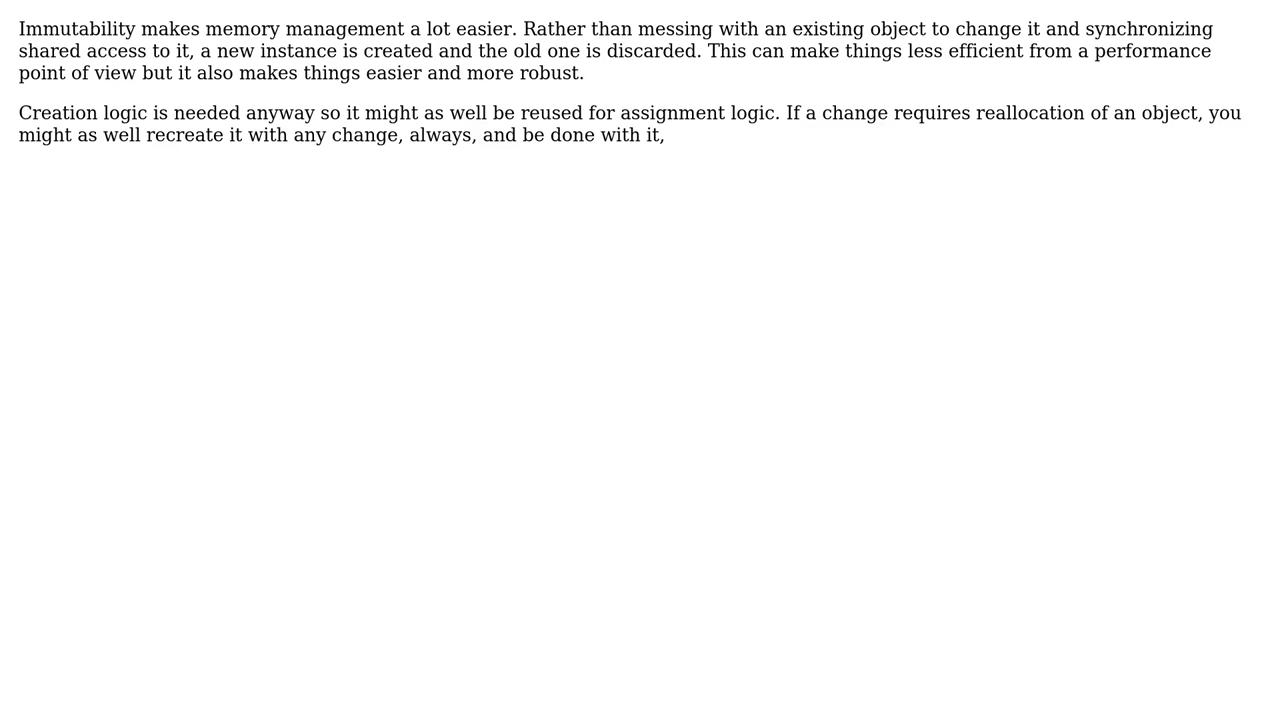 Immutability makes memory management a lot easier. Rather than messing with an existing object to change it and synchronizing
shared access to it, a new instance is created and the old one is discarded. This can make things less efficient from a performance
point of view but it also makes things easier and more robust.
Creation logic is needed anyway so it might as well be reused for assignment logic. If a change requires reallocation of an object, you
might as well recreate it with any change, always, and be done with it,